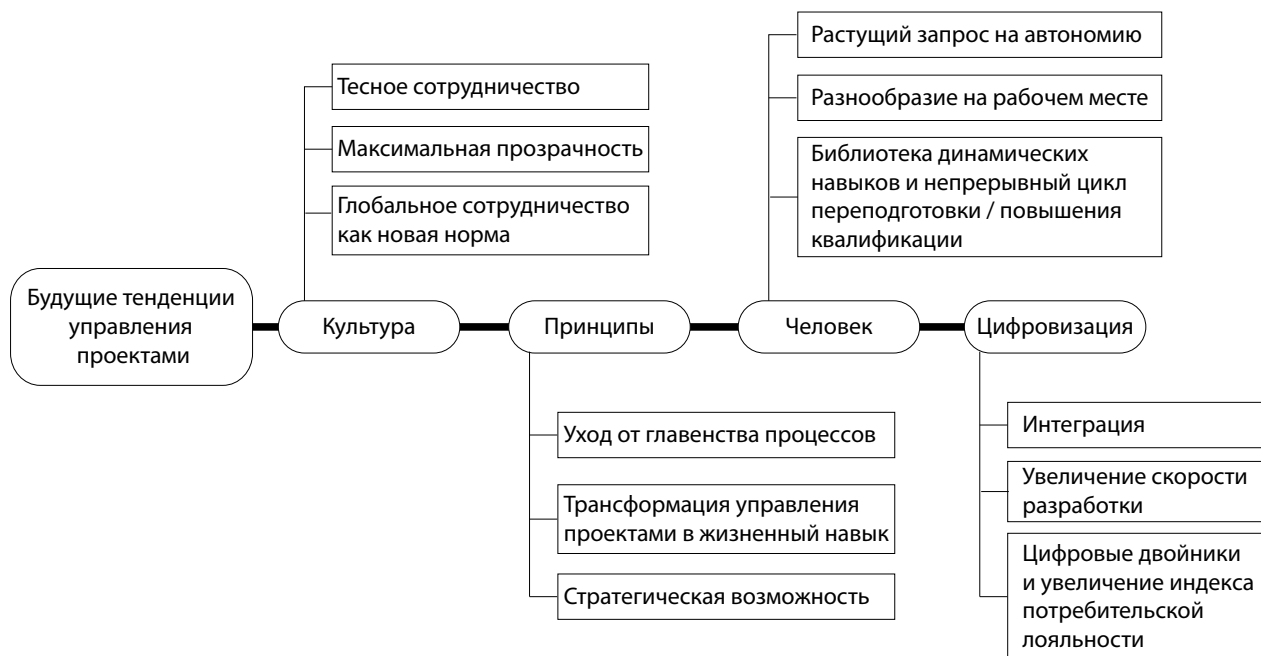 Будущие тенденции
управления
проектами
Культура
Тесное сотрудничество
Максимальная прозрачность
Глобальное сотрудничество
как новая норма
Принципы
Уход от главенства процессов
Трансформация управления
проектами в жизненный навык
Стратегическая возможность
Человек
Растущий запрос на автономию
Разнообразие на рабочем месте
Библиотека динамических
навыков и непрерывный цикл
переподготовки / повышения
квалификации
Цифровизация
Интеграция
Увеличение скорости
разработки
Цифровые двойники
и увеличение индекса
потребительской
лояльности